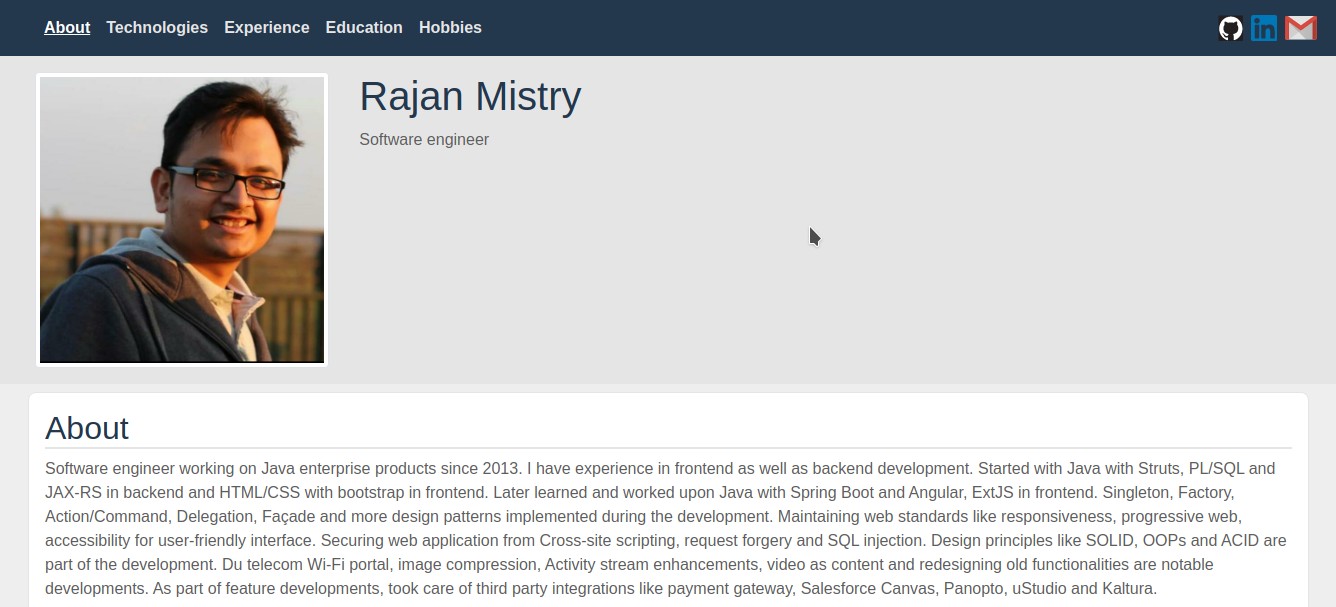 About Technologies Experience Education Hobbies in
Rajan Mistry
Software engineer
About
Software engineer working on Java enterprise products since 2013. I have experience in frontend as well as backend development. Started with Java with Struts, PL/SQL and
JAX-RS in backend and HTML/CSS with bootstrap in frontend. Later learned and worked upon Java with Spring Boot and Angular, ExtJS in frontend. Singleton, Factory,
Action/Command, Delegation, Façade and more design patterns implemented during the development. Maintaining web standards like responsiveness, progressive web,
accessibility for user-friendly interface. Securing web application from Cross-site scripting, request forgery and SQL injection. Design principles like SOLID, OOPs and ACID are
part of the development. Du telecom Wi-Fi portal, image compression, Activity stream enhancements, video as content and redesigning old functionalities are notable
developments. As part of feature developments, took care of third party integrations like payment gateway, Salesforce Canvas, Panopto, uStudio and Kaltura.